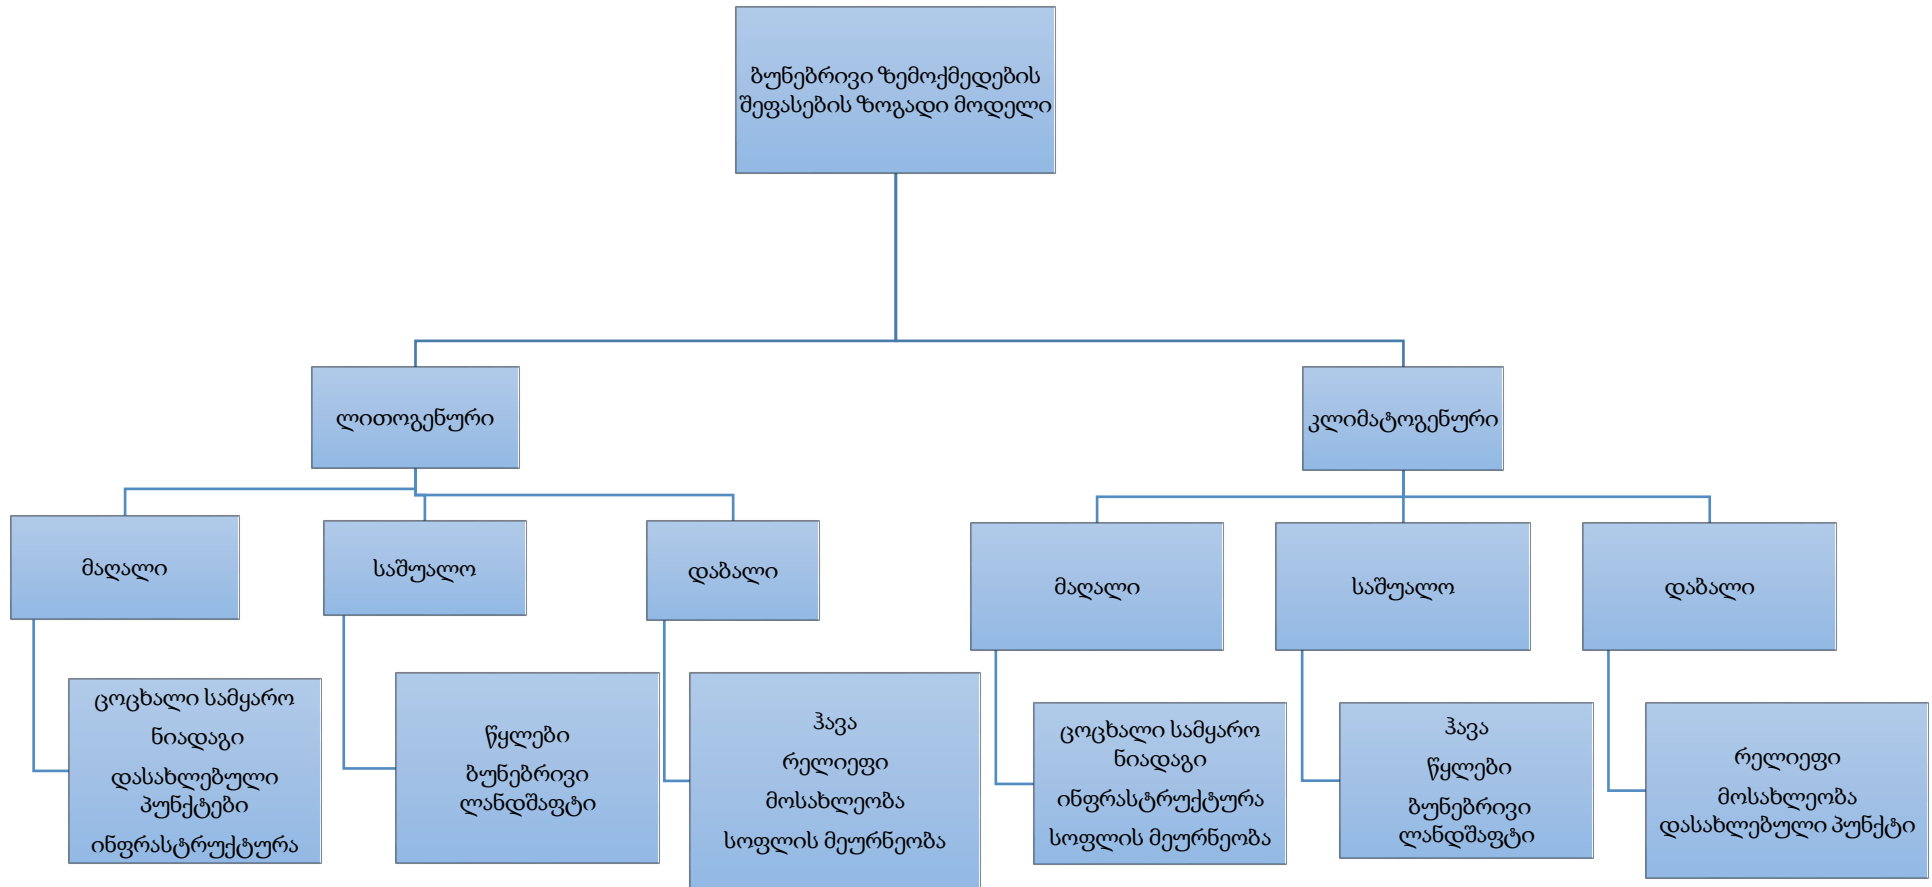 ბუნებრივი ზემოქმედების
შეფასების ზოგადი მოდელი
ლითოგენური
კლიმატოგენური
მაღალი
საშუალო
დაბალი
მაღალი
საშუალო
დაბალი
ცოცხალი სამყარო
ნიადაგი
დასახლებული
პუნქტები
ინფრასტრუქტურა
წყლები
ბუნებრივი
ლანდშაფტი
ჰავა
რელიეფი
მოსახლეობა
სოფლის მეურნეობა
ცოცხალი სამყარო
ნიადაგი
ინფრასტრუქტურა
სოფლის მეურნეობა
ჰავა
წყლები
ბუნებრივი
ლანდშაფტი
რელიეფი
მოსახლეობა
დასახლებული პუნქტი